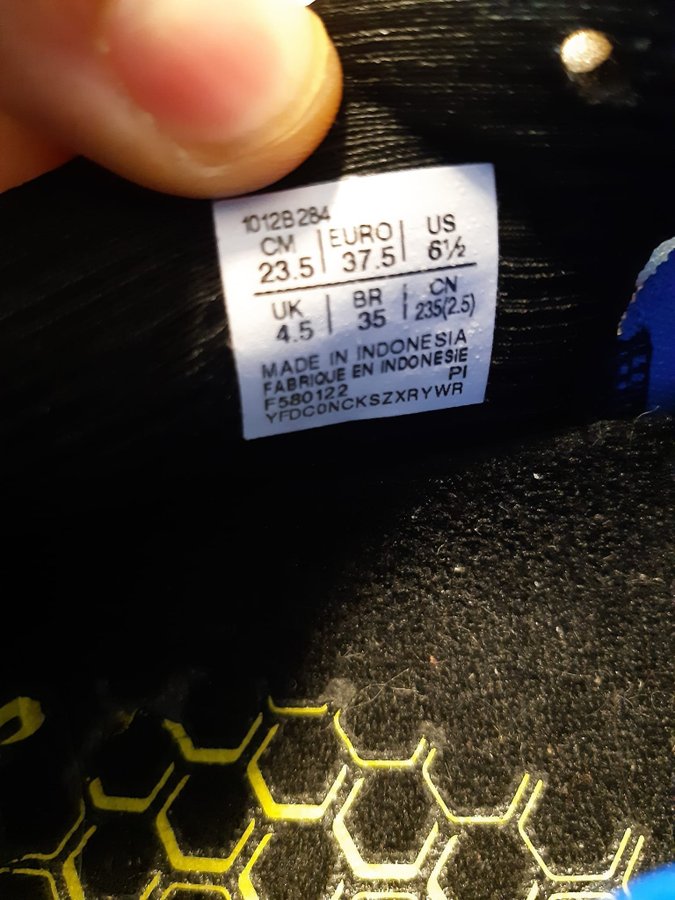 1012B284
CM | EURO | US
23.5 | 37.5 | 6½
UK | BR | CN
4.5 | 35 | 235(2.5)
MADE IN INDONESIA
FABRIQUE EN INDONESIE
F580122 PI
YFDC0NCKSZXRYWR